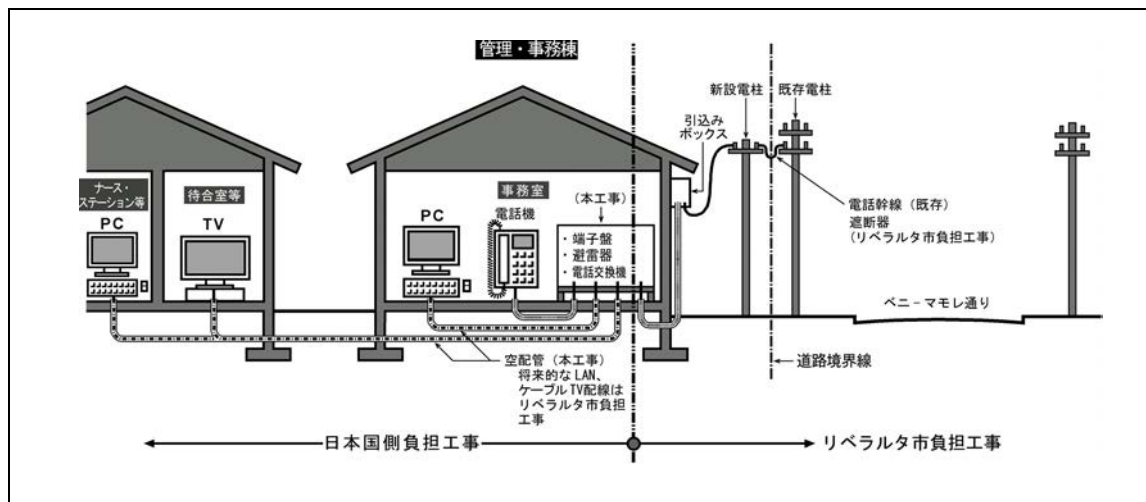 管理・事務棟
新設電柱
既存電柱
引込み
ボックス
ナース・
ステーション等
PC
待合室等
TV
事務室
PC
電話機
（本工事）
・端子盤
・避雷器
・電話交換機
電話幹線（既存）
遮断器
（リベラルタ市負担工事）
ベニーマモレ通り
空配管（本工事）
将来的なLAN、
ケーブルTV配線は
リベラルタ市負担
工事
道路境界線
日本国側負担工事
リベラルタ市負担工事